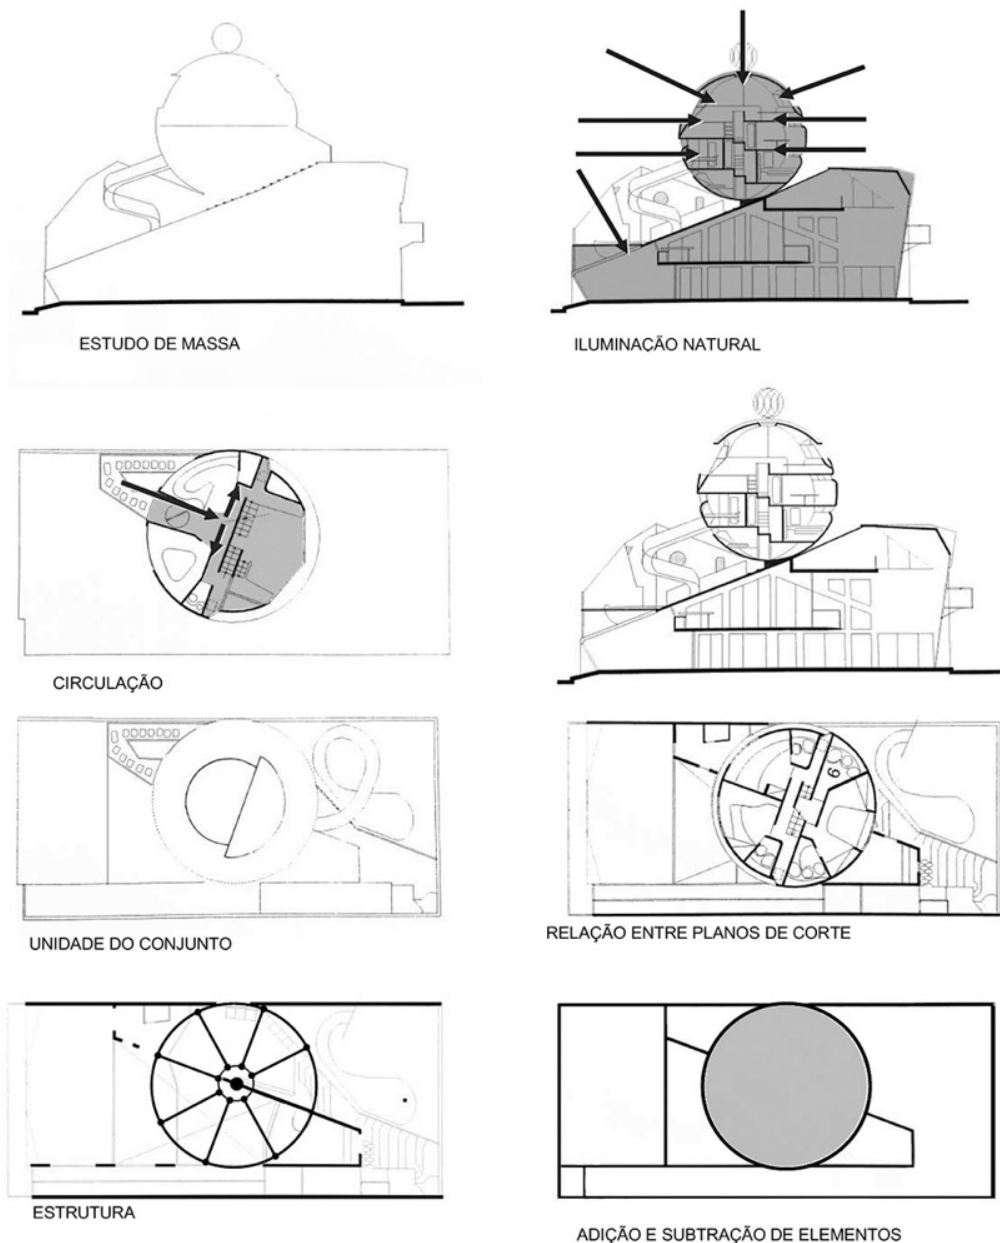 ESTUDO DE MASSA
ILUMINAÇÃO NATURAL
CIRCULAÇÃO
UNIDADE DO CONJUNTO
6
RELAÇÃO ENTRE PLANOS DE CORTE
ESTRUTURA
ADIÇÃO E SUBTRAÇÃO DE ELEMENTOS